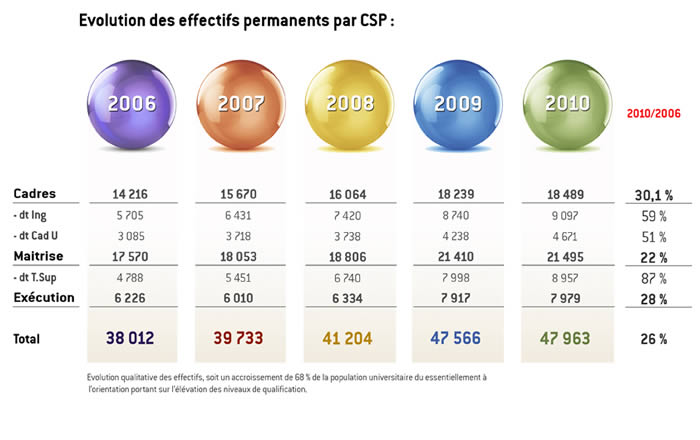 Evolution des effectifs permanents par CSP :
2006 2007 2008 2009 2010 2010/2006
Cadres 14 216 15 670 16 064 18 239 18 489 30,1 %
- dt Ing 5 705 6 431 7 420 8 740 9 097 59 %
- dt Cad U 3 085 3 718 3 738 4 238 4 671 51 %
Maitrise 17 570 18 053 18 806 21 410 21 495 22 %
- dt T.Sup 4 788 5 451 6 740 7 998 8 957 87 %
Exécution 6 226 6 010 6 334 7 917 7 979 28 %
Total 38 012 39 733 41 204 47 566 47 963 26 %
Evolution qualitative des effectifs, soit un accroissement de 68 % de la population universitaire du essentiellement à
l'orientation portant sur l'élévation des niveaux de qualification.